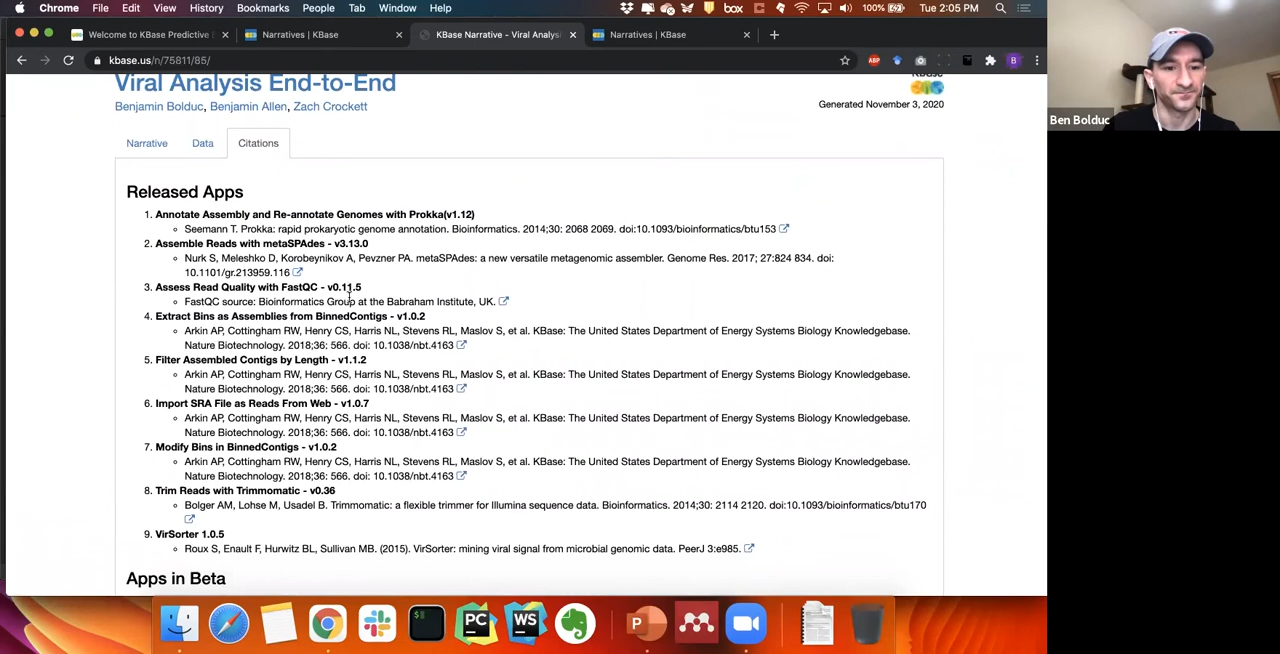 Chrome File Edit View History Bookmarks People Tab Window Help
box 100% Tue 2:05 PM
Welcome to KBase Predictive
Narratives | KBase
KBase Narrative - Viral Analysi
Narratives | KBase
kbase.us/n/75811/85/
ABP
B
Viral Analysis End-to-End
KBase
Benjamin Bolduc, Benjamin Allen, Zach Crockett
Generated November 3, 2020
Narrative Data Citations
Released Apps
1. Annotate Assembly and Re-annotate Genomes with Prokka(v1.12)
Seemann T. Prokka: rapid prokaryotic genome annotation. Bioinformatics. 2014;30: 2068 2069. doi:10.1093/bioinformatics/btu153
2. Assemble Reads with metaSPAdes - v3.13.0
Nurk S, Meleshko D, Korobeynikov A, Pevzner PA. metaSPAdes: a new versatile metagenomic assembler. Genome Res. 2017; 27:824 834. doi:
10.1101/gr.213959.116
3. Assess Read Quality with FastQC - v0.11.5
FastQC source: Bioinformatics Group at the Babraham Institute, UK.
4. Extract Bins as Assemblies from BinnedContigs - v1.0.2
Arkin AP, Cottingham RW, Henry CS, Harris NL, Stevens RL, Maslov S, et al. KBase: The United States Department of Energy Systems Biology Knowledgebase.
Nature Biotechnology. 2018;36: 566. doi: 10.1038/nbt.4163
5. Filter Assembled Contigs by Length - v1.1.2
Arkin AP, Cottingham RW, Henry CS, Harris NL, Stevens RL, Maslov S, et al. KBase: The United States Department of Energy Systems Biology Knowledgebase.
Nature Biotechnology. 2018;36: 566. doi: 10.1038/nbt.4163
6. Import SRA File as Reads From Web - v1.0.7
Arkin AP, Cottingham RW, Henry CS, Harris NL, Stevens RL, Maslov S, et al. KBase: The United States Department of Energy Systems Biology Knowledgebase.
Nature Biotechnology. 2018;36: 566. doi: 10.1038/nbt.4163
7. Modify Bins in BinnedContigs - v1.0.2
Arkin AP, Cottingham RW, Henry CS, Harris NL, Stevens RL, Maslov S, et al. KBase: The United States Department of Energy Systems Biology Knowledgebase.
Nature Biotechnology. 2018;36: 566. doi: 10.1038/nbt.4163
8. Trim Reads with Trimmomatic - v0.36
Bolger AM, Lohse M, Usadel B. Trimmomatic: a flexible trimmer for Illumina sequence data. Bioinformatics. 2014;30: 2114 2120. doi:10.1093/bioinformatics/btu170
9. VirSorter 1.0.5
Roux S, Enault F, Hurwitz BL, Sullivan MB. (2015). VirSorter: mining viral signal from microbial genomic data. PeerJ 3:e985.
Apps in Beta
$
PC
WS
P
Ben Bolduc